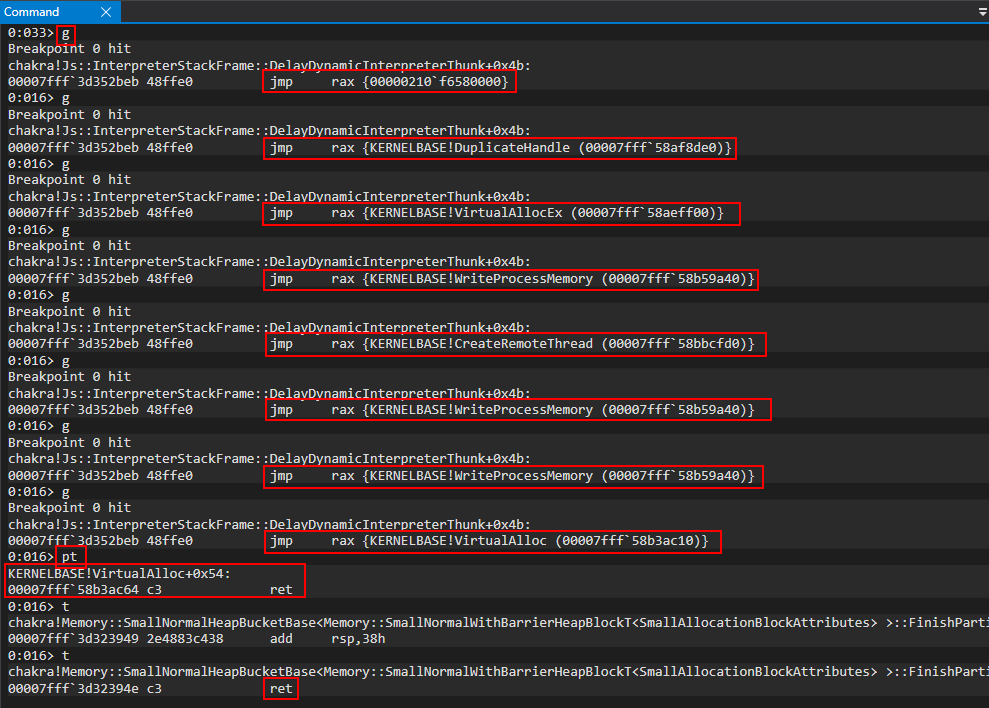 Command
0:033> g
Breakpoint 0 hit
chakra!Js::InterpreterStackFrame::DelayDynamicInterpreterThunk+0x4b:
00007fff`3d352beb 48ffe0 jmp rax {00000210`f6580000}
0:016> g
Breakpoint 0 hit
chakra!Js::InterpreterStackFrame::DelayDynamicInterpreterThunk+0x4b:
00007fff`3d352beb 48ffe0 jmp rax {KERNELBASE!DuplicateHandle (00007fff`58af8de0)}
0:016> g
Breakpoint 0 hit
chakra!Js::InterpreterStackFrame::DelayDynamicInterpreterThunk+0x4b:
00007fff`3d352beb 48ffe0 jmp rax {KERNELBASE!VirtualAllocEx (00007fff`58aeff00)}
0:016> g
Breakpoint 0 hit
chakra!Js::InterpreterStackFrame::DelayDynamicInterpreterThunk+0x4b:
00007fff`3d352beb 48ffe0 jmp rax {KERNELBASE!WriteProcessMemory (00007fff`58b59a40)}
0:016> g
Breakpoint 0 hit
chakra!Js::InterpreterStackFrame::DelayDynamicInterpreterThunk+0x4b:
00007fff`3d352beb 48ffe0 jmp rax {KERNELBASE!CreateRemoteThread (00007fff`58bbcfd0)}
0:016> g
Breakpoint 0 hit
chakra!Js::InterpreterStackFrame::DelayDynamicInterpreterThunk+0x4b:
00007fff`3d352beb 48ffe0 jmp rax {KERNELBASE!WriteProcessMemory (00007fff`58b59a40)}
0:016> g
Breakpoint 0 hit
chakra!Js::InterpreterStackFrame::DelayDynamicInterpreterThunk+0x4b:
00007fff`3d352beb 48ffe0 jmp rax {KERNELBASE!WriteProcessMemory (00007fff`58b59a40)}
0:016> g
Breakpoint 0 hit
chakra!Js::InterpreterStackFrame::DelayDynamicInterpreterThunk+0x4b:
00007fff`3d352beb 48ffe0 jmp rax {KERNELBASE!VirtualAlloc (00007fff`58b3ac10)}
0:016> pt
KERNELBASE!VirtualAlloc+0x54:
00007fff`58b3ac64 c3 ret
0:016> t
chakra!Memory::SmallNormalHeapBucketBase<Memory::SmallNormalWithBarrierHeapBlockT<SmallAllocationBlockAttributes> >::FinishParti
00007fff`3d323949 2e4883c438 add rsp,38h
0:016> t
chakra!Memory::SmallNormalHeapBucketBase<Memory::SmallNormalWithBarrierHeapBlockT<SmallAllocationBlockAttributes> >::FinishParti
00007fff`3d32394e c3 ret